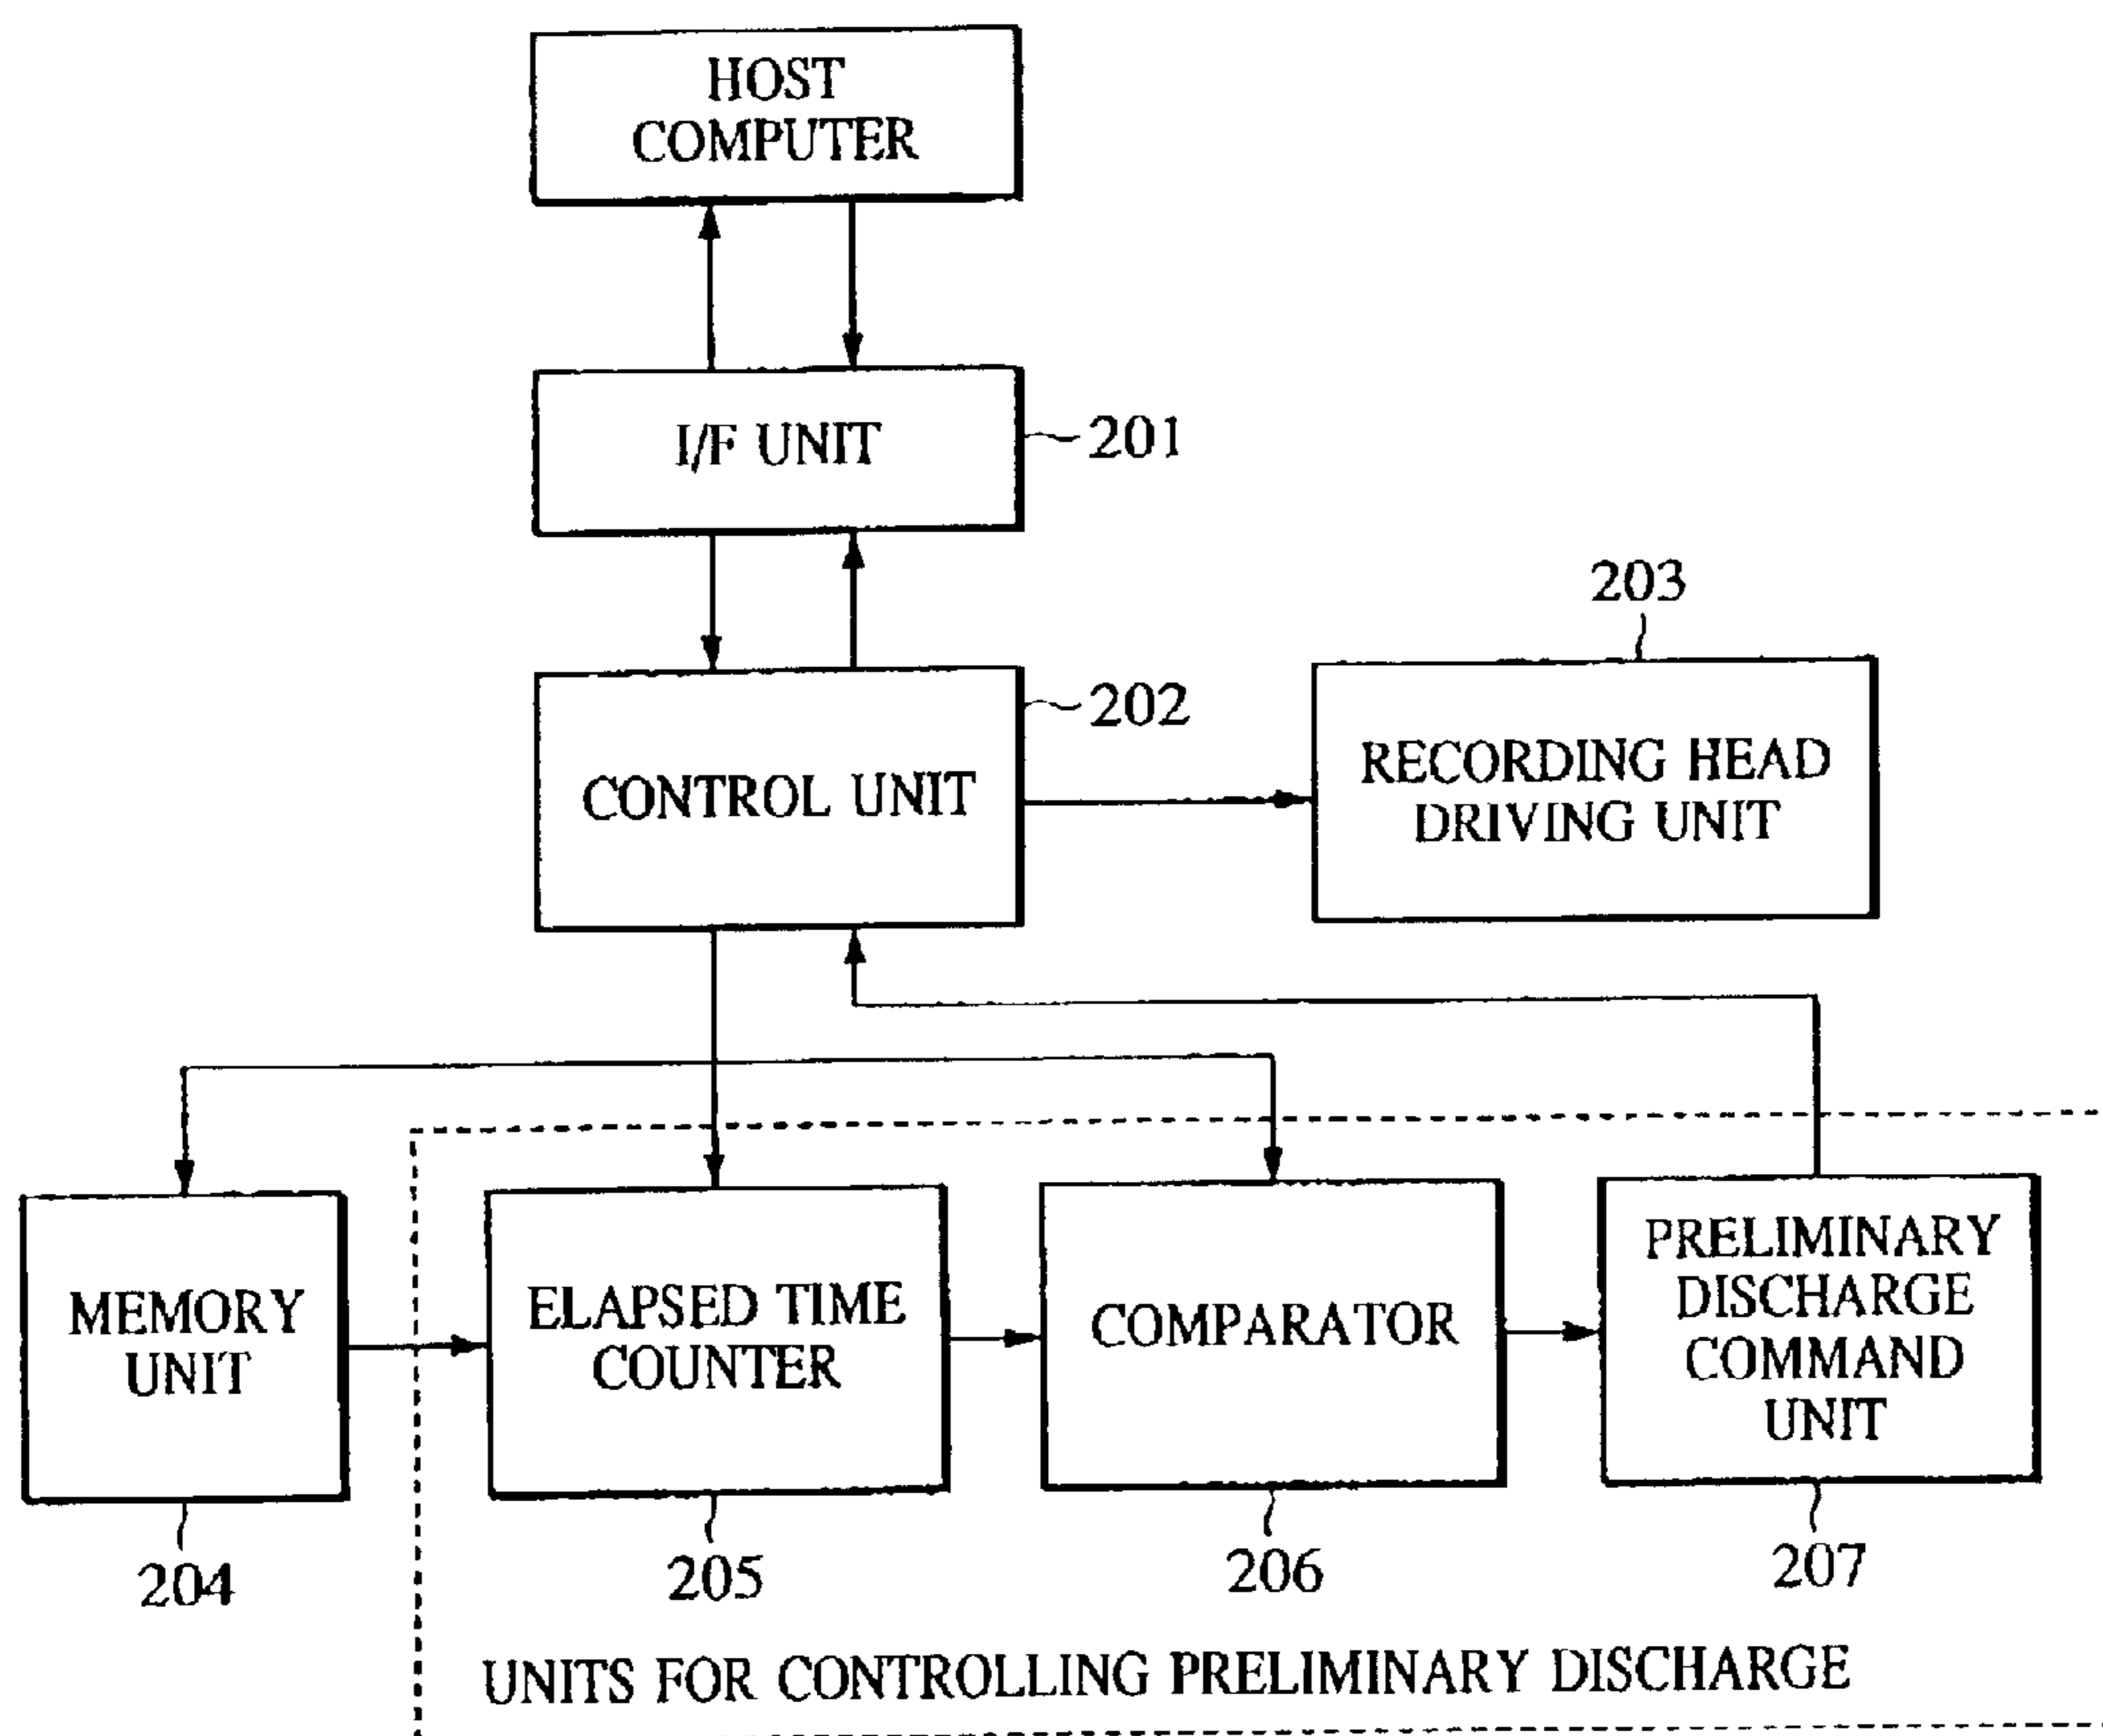 HOST
COMPUTER
I/F UNIT
201
203
202
CONTROL UNIT
RECORDING HEAD
DRIVING UNIT
MEMORY
UNIT
ELAPSED TIME
COUNTER
COMPARATOR
PRELIMINARY
DISCHARGE
COMMAND
UNIT
204
205
206
207
UNITS FOR CONTROLLING PRELIMINARY DISCHARGE